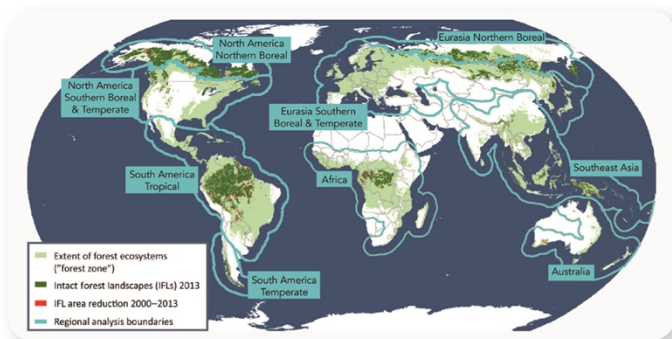 North America
Northern Boreal
Eurasia Northern Boreal
North America
Southern Boreal
& Temperate
Eurasia Southern
Boreal & Temperate
South America
Tropical
Africa
Southeast Asia
Australia
South America
Temperate
Extent of forest ecosystems
("forest zone")
Intact forest landscapes (IFLs) 2013
IFL area reduction 2000–2013
Regional analysis boundaries